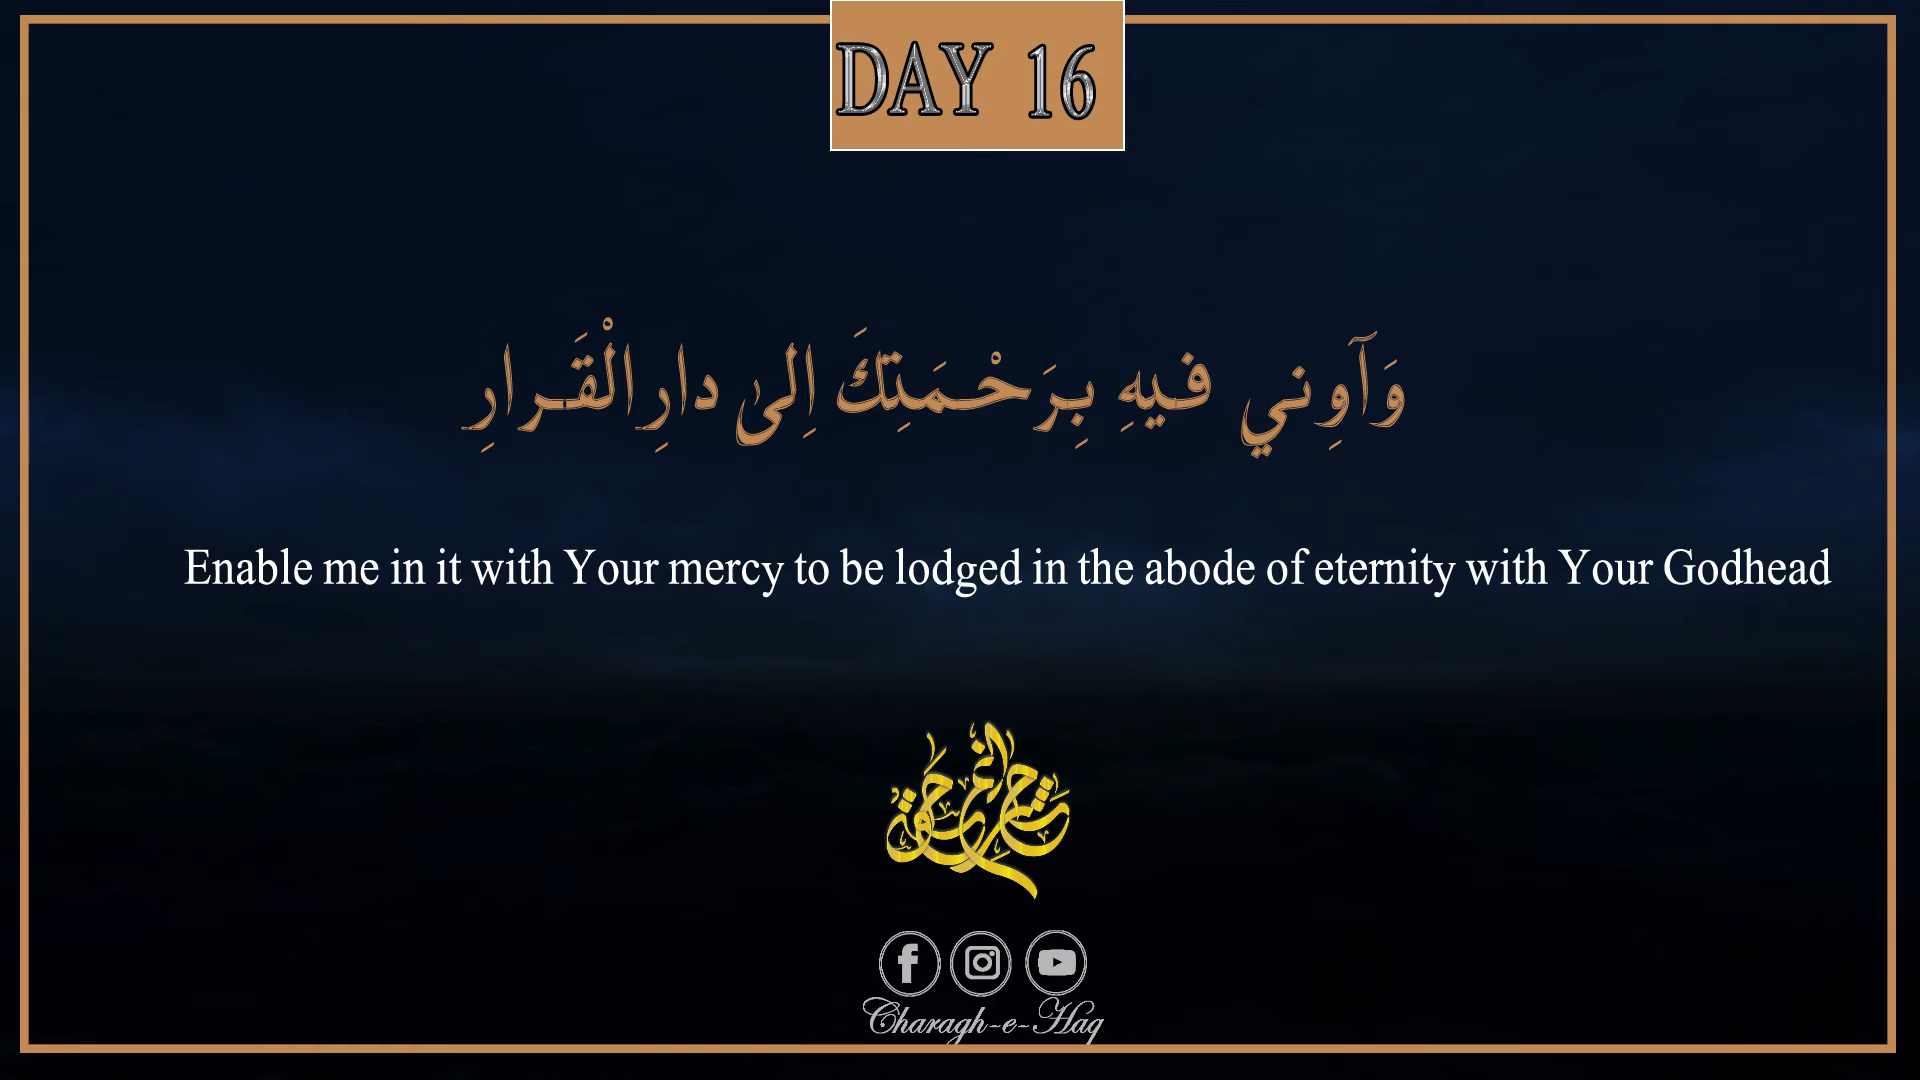 DAY 16
وَآوِني فيهِ بِرَحْمَتِكَ اِلى دارِ الْقَرارِ
Enable me in it with Your mercy to be lodged in the abode of eternity with Your Godhead
Charagh-e-Haq